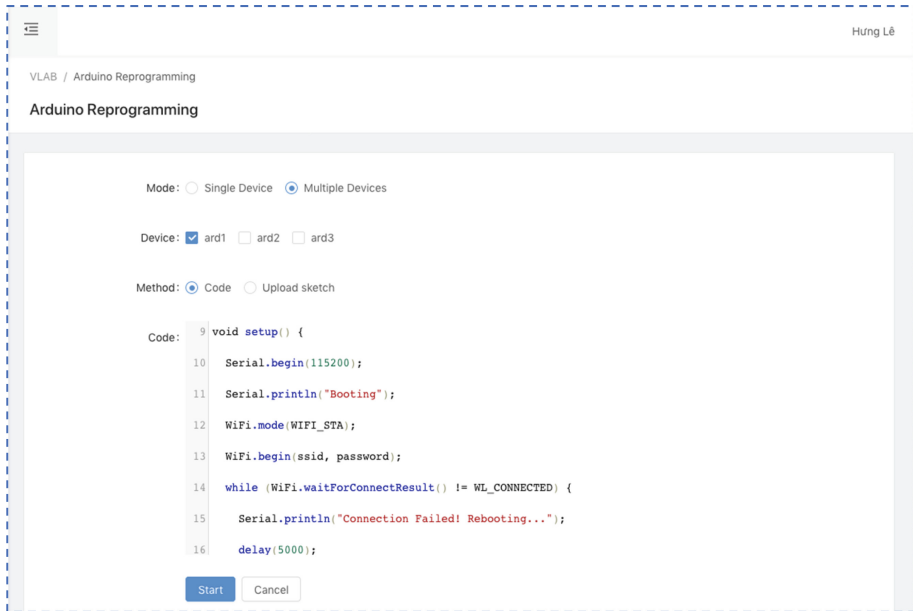 Hưng Lê
VLAB / Arduino Reprogramming
Arduino Reprogramming
Mode: Single Device Multiple Devices
Device: ard1 ard2 ard3
Method: Code Upload sketch
Code:
9 void setup() {
10 Serial.begin(115200);
11 Serial.println("Booting");
12 WiFi.mode(WIFI_STA);
13 WiFi.begin(ssid, password);
14 while (WiFi.waitForConnectResult() != WL_CONNECTED) {
15 Serial.println("Connection Failed! Rebooting...");
16 delay(5000);
Start Cancel